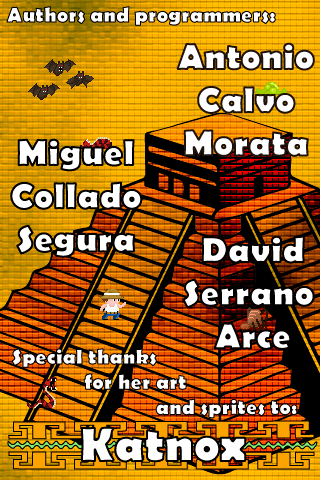 Authors and programmers:
Antonio
Calvo
Morata
Miguel
Collado
Segura
David
Serrano
Arce
Special thanks
for her art
and sprites to:
Katnox